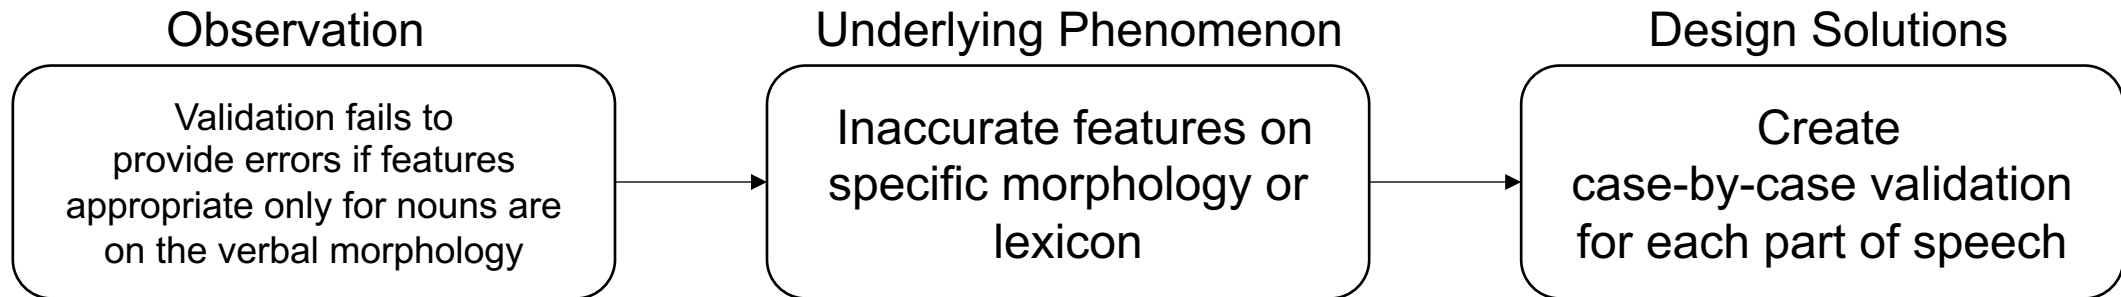 Observation
Validation fails to
provide errors if features
appropriate only for nouns are
on the verbal morphology
Underlying Phenomenon
Inaccurate features on
specific morphology or
lexicon
Design Solutions
Create
case-by-case validation
for each part of speech